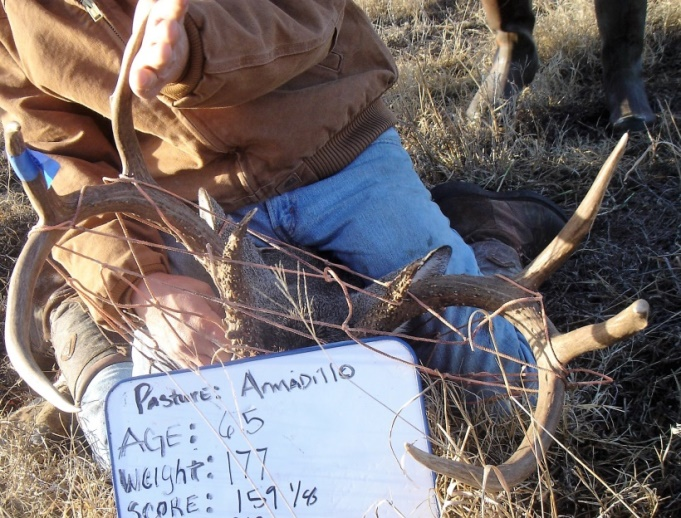 Pasture: Armadillo
AGE: 6 5
Weight: 177
Score: 159 1/8